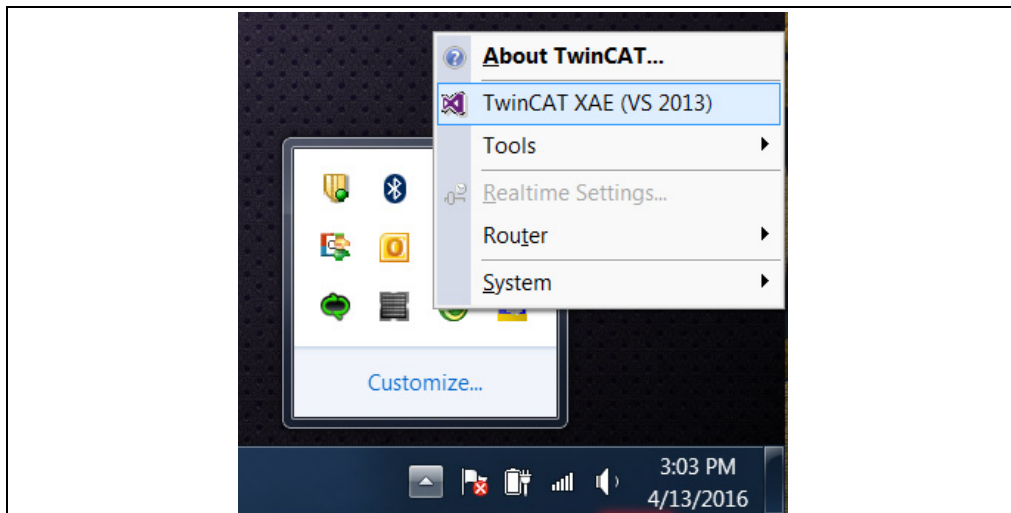 About TwinCAT...
TwinCAT XAE (VS 2013)
Tools
Realtime Settings...
Router
System
Customize...
3:03 PM
4/13/2016